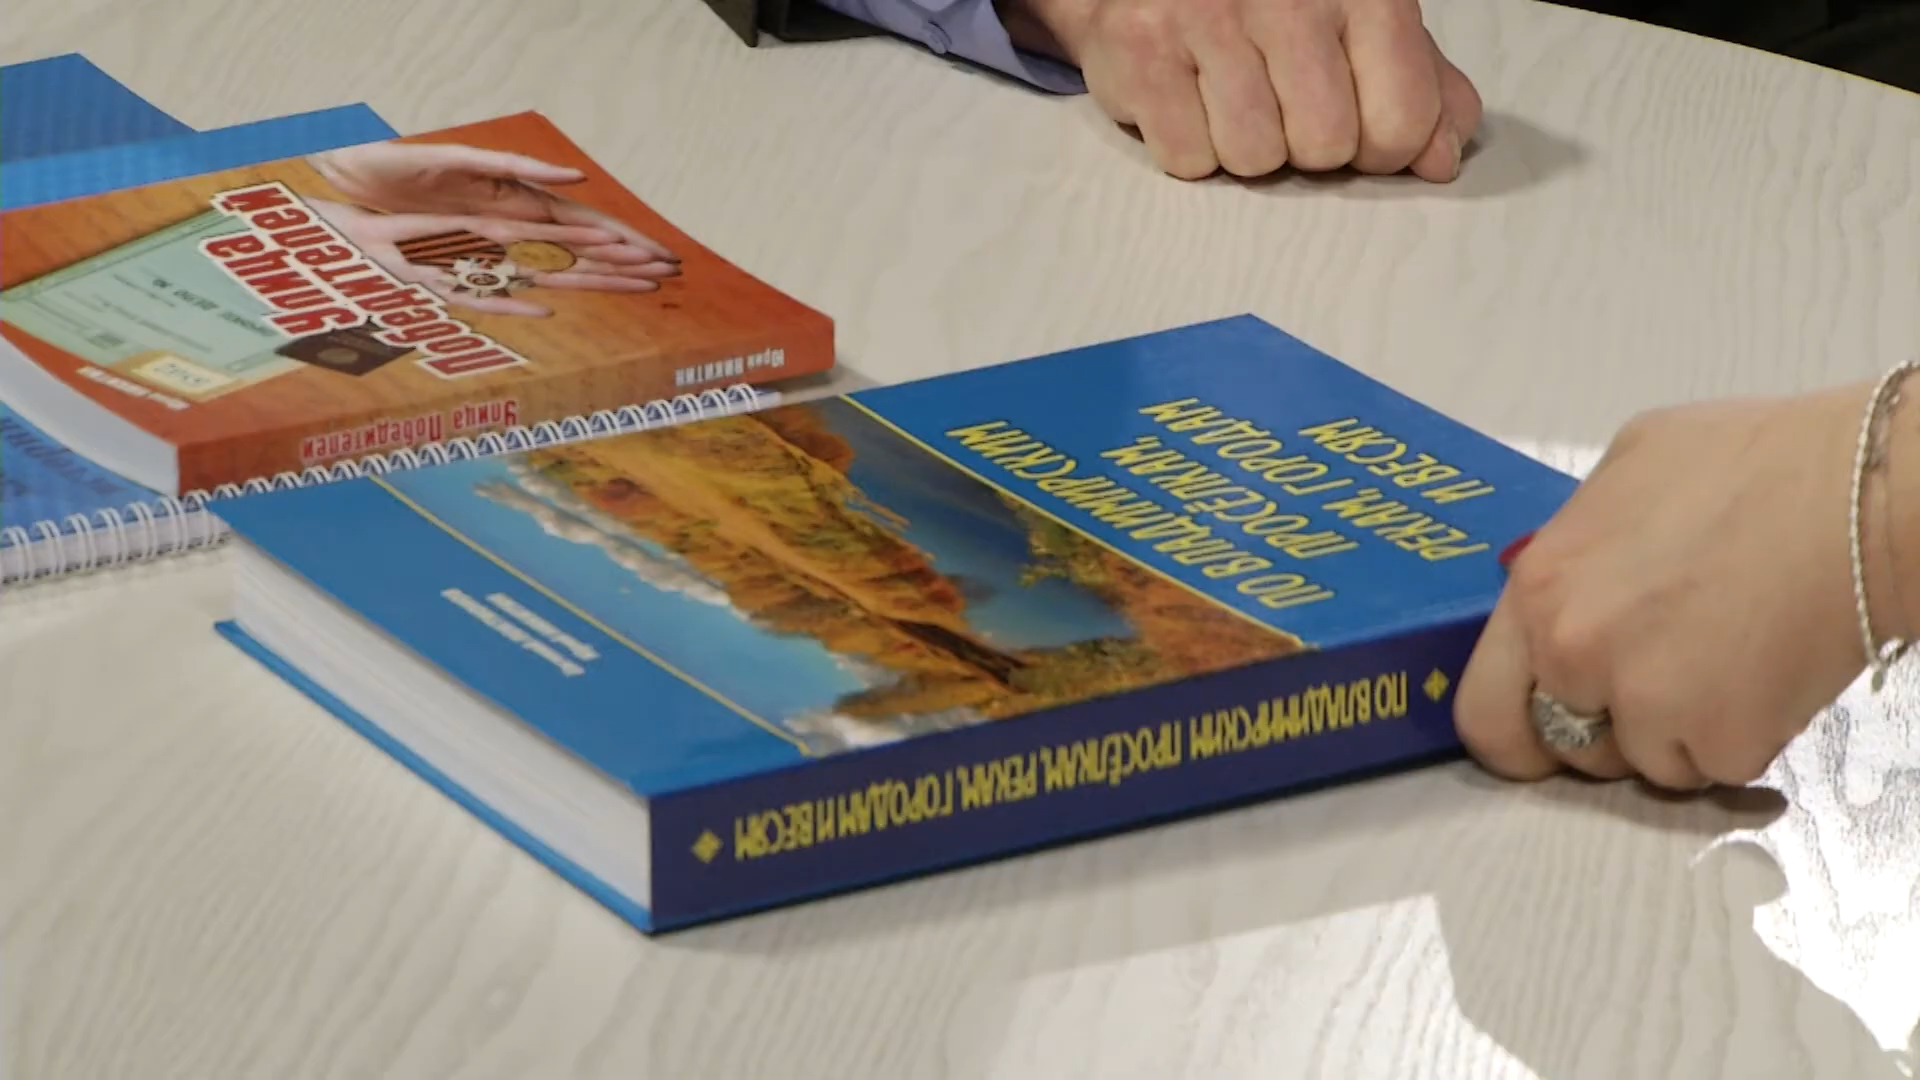 Улица
Победителей
Юрий Никитин
Улица Победителей
ПО ВЛАДИМИРСКИМ
ПРОСЁЛКАМ,
РЕКАМ, ГОРОДАМ
И ВЕСЯМ
ПО ВЛАДИМИРСКИМ ПРОСЁЛКАМ, РЕКАМ, ГОРОДАМ И ВЕСЯМ